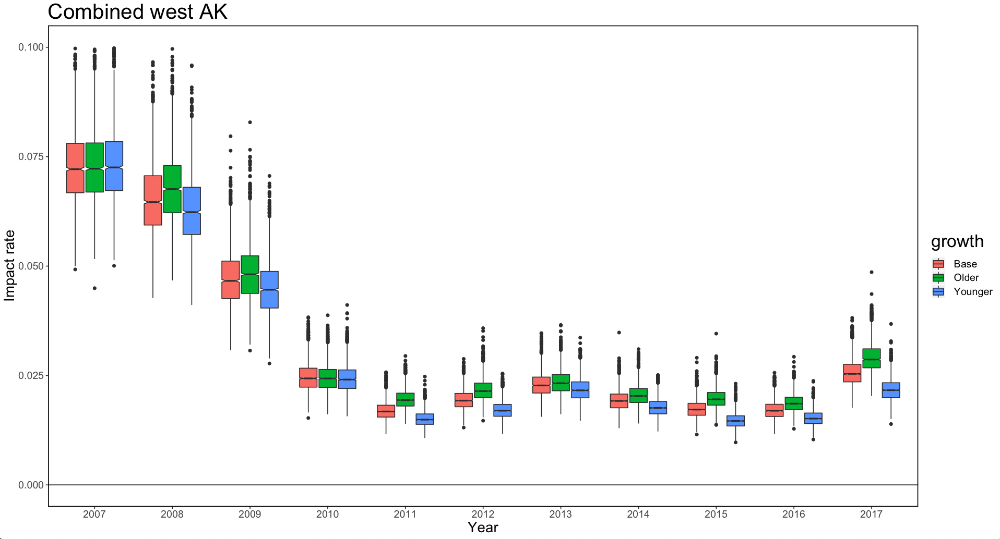 Combined west AK
0.100
0.075
0.050
0.025
0.000
Impact rate
2007 2008 2009 2010 2011 2012 2013 2014 2015 2016 2017
Year
growth
Base
Older
Younger